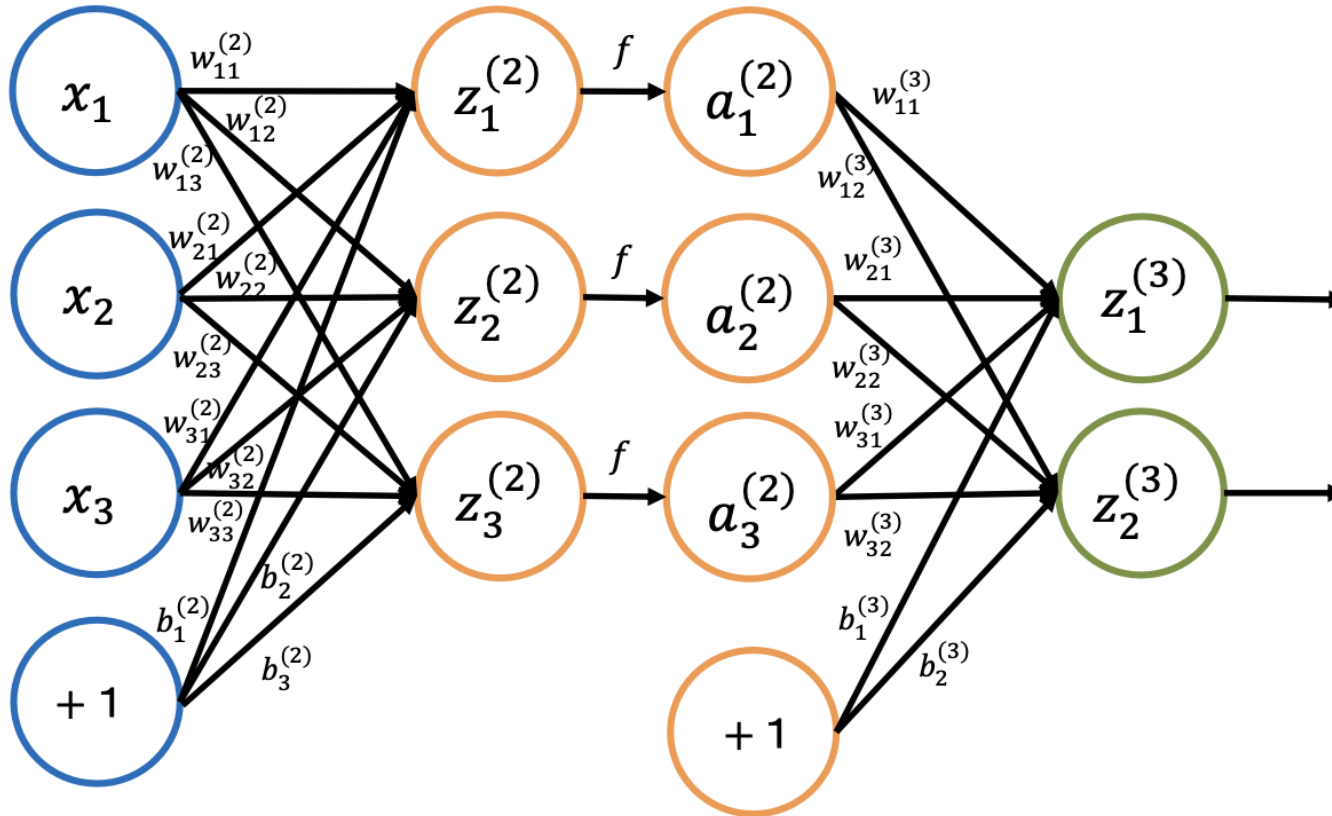 x₁
w₁₁⁽²⁾
w₁₂⁽²⁾
w₁₃⁽²⁾
z₁⁽²⁾
f
a₁⁽²⁾
w₁₁⁽³⁾
w₁₂⁽³⁾
x₂
w₂₁⁽²⁾
w₂₂⁽²⁾
w₂₃⁽²⁾
z₂⁽²⁾
f
a₂⁽²⁾
w₂₁⁽³⁾
w₂₂⁽³⁾
z₁⁽³⁾
x₃
w₃₁⁽²⁾
w₃₂⁽²⁾
w₃₃⁽²⁾
z₃⁽²⁾
f
a₃⁽²⁾
w₃₁⁽³⁾
w₃₂⁽³⁾
z₂⁽³⁾
+ 1
b₁⁽²⁾
b₂⁽²⁾
b₃⁽²⁾
+ 1
b₁⁽³⁾
b₂⁽³⁾